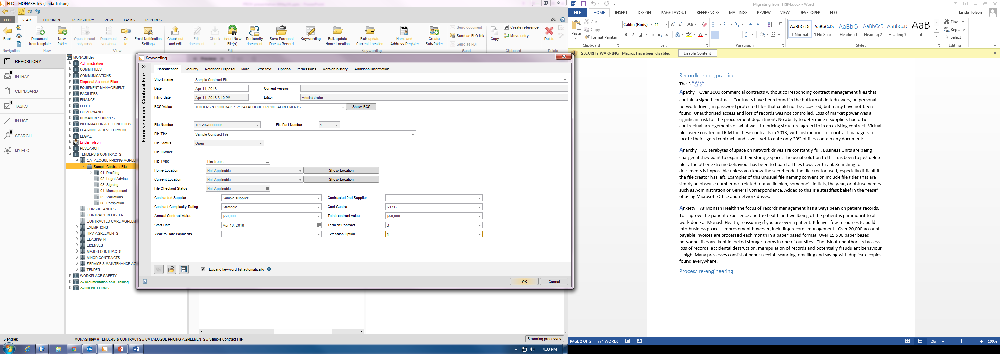 ELO - MONASHdev (Linda Tolson)
ELO START DOCUMENT REPOSITORY VIEW TASKS RECORDS
Back
Document from template
New folder
Open in read-only mode
Document versions
Go to
Email Notification Settings
Check out and edit
Edit document
Check in
Insert New File(s)
Reclassify document
Save Personal Doc as Record
Keywording
Bulk update Home Location
Bulk update Current Location
Name and Address Register
Create Sub-folder
Send document
Send as ELO link
Send as PDF
Copy
Create reference
Move entry
Delete
Navigation New View Edit Keywording Send Clipboard Delete
REPOSITORY
6 INTRAY
CLIPBOARD
4 TASKS
IN USE
0 SEARCH
MY ELO
MONASHdev
Administration
COMMITTEES
COMMUNICATIONS
Disposal Actioned Files
EQUIPMENT MANAGEMENT
FACILITIES
FINANCE
FLEET
GOVERNANCE
HUMAN RESOURCES
INFORMATION & TECHNOLOGY
LEARNING & DEVELOPMENT
LEGAL
Linda Tolson
RESEARCH
TENDERS & CONTRACTS
CATALOGUE PRICING AGREE
Sample Contract File
01. Drafting
02. Legal Advice
03. Signing
04. Management
05. Variations
06. Completion
CONSULTANCIES
CONTRACT REGISTER
CONTRACTED CARE AGREEM
EXEMPTIONS
HPV AGREEMENTS
LEASING IN
LICENSES
MAJOR CONTRACTS
MINOR CONTRACTS
SERVICE & MAINTENANCE AG
TENDER
WORKPLACE SAFETY
Z-Documentation and Training
Z-ONLINE FORMS
Keywording
Form selection: Contract File
Classification Security Retention Disposal More Extra text Options Permissions Version history Additional information
Short name Sample Contract File
Date Apr 14, 2016 Current version
Filing date Apr 14, 2016 3:10 PM Editor Administrator
BCS Value TENDERS & CONTRACTS // CATALOGUE PRICING AGREEMENTS Show BCS
File Number TCF-16-0000001 File Part Number 1
File Title Sample Contract File
File Status Open
File Owner
File Type Electronic
Home Location Not Applicable Show Location
Current Location Not Applicable Show Location
File Checkout Status Not Applicable
Contracted Supplier Sample supplier Contracted 2nd Supplier
Contract Complexity Rating Strategic Cost Centre R1712
Annual Contract Value $50,000 Total contract value $60,000
Start Date Apr 18, 2016 Term of Contract 3
Year to Date Payments Extension Option 1
Expand keyword list automatically
OK Cancel
6 entries MONASHdev // TENDERS & CONTRACTS // CATALOGUE PRICING AGREEMENTS // Sample Contract File 5 running processes
4:33 PM
Migrating from TRIM.docx - Word
FILE HOME INSERT DESIGN PAGE LAYOUT REFERENCES MAILINGS REVIEW VIEW DEVELOPER ELO Linda Tolson
Paste
Cut
Copy
Format Painter
Calibri (Body) 11
AaBbCcDc AaBbCcDc AaBbCc AaBbCcD AaBbCcD AaBl
¶ Normal ¶ No Spac... Heading 1 Heading 2 Heading 3 Title
Find
Replace
Select
Clipboard Font Paragraph Styles Editing
SECURITY WARNING Macros have been disabled. Enable Content
Recordkeeping practice
The 3 “A’s”
Apathy = Over 1000 commercial contracts without corresponding contract management files that
contain a signed contract. Contracts have been found in the bottom of desk drawers, on personal
network drives, in password protected files that could not be accessed, but many have not been
found. Unauthorised access and loss of records was not controlled. Loss of market power was a
significant risk for the procurement department. No ability to determine if suppliers had other
contractual arrangements or what was the pricing structure agreed to in an existing contract. Virtual
files were created in TRIM for these contracts in 2013, with instructions for contract managers to
locate their signed contracts and save – yet to date only 20% of files contain any documents.
Anarchy = 3.5 terabytes of space on network drives are constantly full. Business Units are being
charged if they want to expand their storage space. The usual solution to this has been to just delete
files. The other extreme behaviour has been to hoard all files however trivial. Searching for
documents is impossible unless you know the secret code the file creator used, especially difficult if
the file creator has left. Examples of this unusual file naming convention include file titles that are
simply an obscure number not related to any file plan, someone’s initials, the year, or obtuse names
such as Administration or General Correspondence. Added to this is a steadfast belief in the “ease”
of using Microsoft Office and network drives.
Anxiety = At Monash Health the focus of records management has always been on patient records.
To improve the patient experience and the health and wellbeing of the patient is paramount to all
work done at Monash Health, reassuring if you are ever a patient. It leaves few resources to build
into business process improvement however, including records management. Over 20,000 accounts
payable invoices are processed each month in a paper based format. Over 15,500 paper based
personnel files are kept in locked storage rooms in one of our sites. The risk of unauthorised access,
loss of records, accidental destruction, manipulation of records and potentially fraudulent behaviour
is high. Many processes consist of paper receipt, scanning, emailing and saving with duplicate copies
found everywhere.
Process re-engineering
PAGE 2 OF 2 774 WORDS 100%